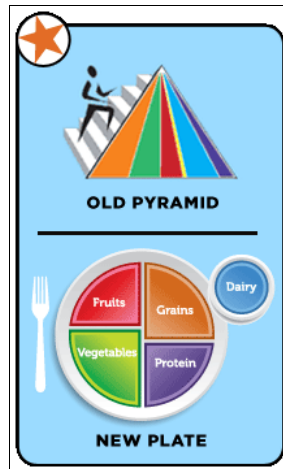 OLD PYRAMID
Fruits
Grains
Dairy
Vegetables
Protein
NEW PLATE